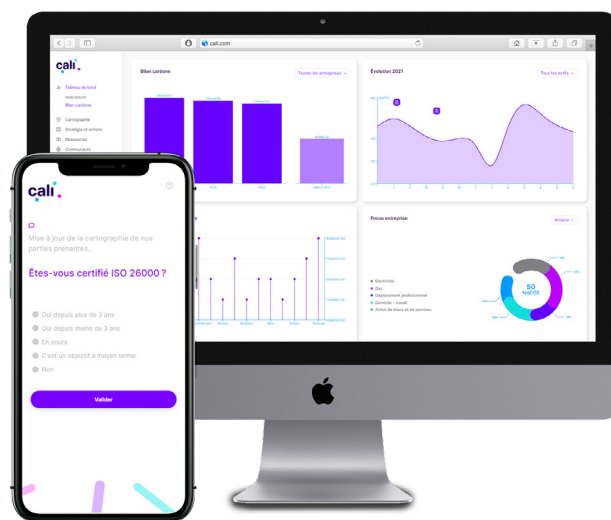 cali.com
cali.
Tableau de bord
Indicateurs
Bilan carbone
Cartographie
Stratégie et actions
Ressources
Communauté
Bilan carbone
Toutes les entreprises
Évolution 2021
Tous les actifs
2019
2020
Focus entreprise
Amiens
Electricité
Gaz
Déplacement professionnel
Domicile - travail
Achat de biens et de services
50
teqCO2
cali.
Mise à jour de la cartographie de nos
parties prenantes.
Êtes-vous certifié ISO 26000 ?
Oui depuis plus de 3 ans
Oui depuis moins de 3 ans
En cours
C'est un objectif à moyen terme
Non
Valider